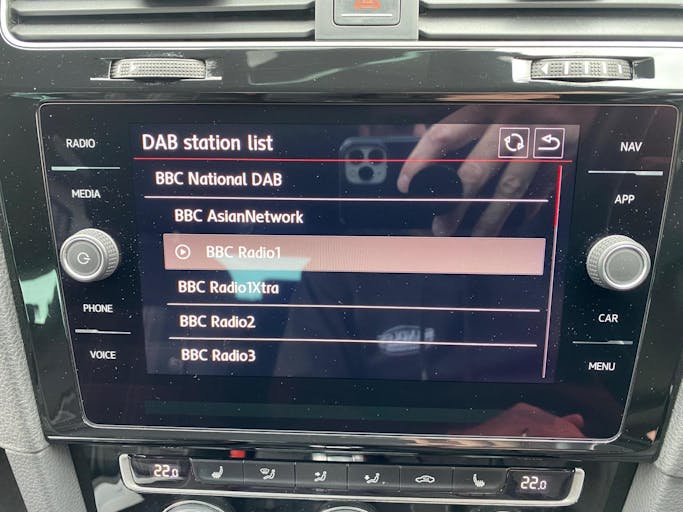 DAB station list
BBC National DAB
BBC AsianNetwork
BBC Radio1
BBC Radio1Xtra
BBC Radio2
BBC Radio3
RADIO
MEDIA
PHONE
VOICE
NAV
APP
CAR
MENU
22.0
22.0